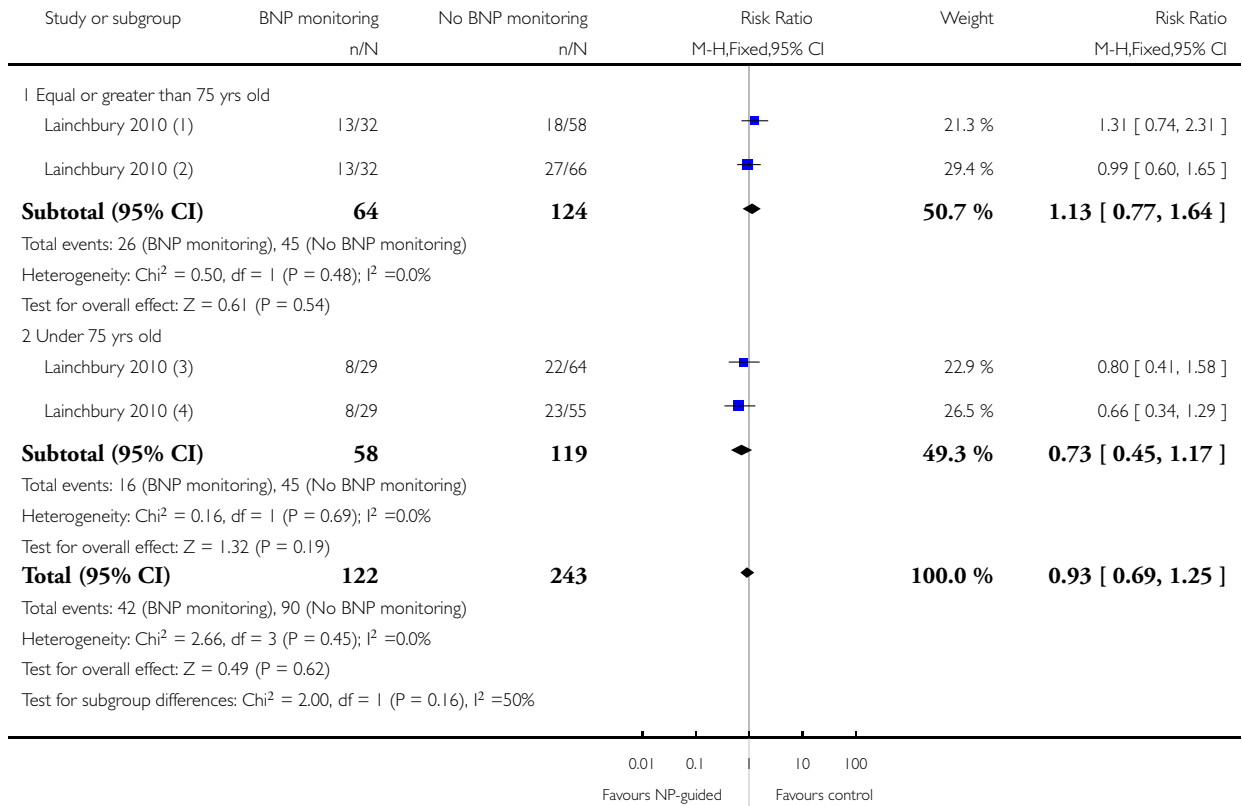 Study or subgroup BNP monitoring No BNP monitoring Risk Ratio Weight Risk Ratio
n/N n/N M-H,Fixed,95% CI M-H,Fixed,95% CI
1 Equal or greater than 75 yrs old
Lainchbury 2010 (1) 13/32 18/58 21.3 % 1.31 [ 0.74, 2.31 ]
Lainchbury 2010 (2) 13/32 27/66 29.4 % 0.99 [ 0.60, 1.65 ]
Subtotal (95% CI) 64 124 50.7 % 1.13 [ 0.77, 1.64 ]
Total events: 26 (BNP monitoring), 45 (No BNP monitoring)
Heterogeneity: Chi² = 0.50, df = 1 (P = 0.48); I² =0.0%
Test for overall effect: Z = 0.61 (P = 0.54)
2 Under 75 yrs old
Lainchbury 2010 (3) 8/29 22/64 22.9 % 0.80 [ 0.41, 1.58 ]
Lainchbury 2010 (4) 8/29 23/55 26.5 % 0.66 [ 0.34, 1.29 ]
Subtotal (95% CI) 58 119 49.3 % 0.73 [ 0.45, 1.17 ]
Total events: 16 (BNP monitoring), 45 (No BNP monitoring)
Heterogeneity: Chi² = 0.16, df = 1 (P = 0.69); I² =0.0%
Test for overall effect: Z = 1.32 (P = 0.19)
Total (95% CI) 122 243 100.0 % 0.93 [ 0.69, 1.25 ]
Total events: 42 (BNP monitoring), 90 (No BNP monitoring)
Heterogeneity: Chi² = 2.66, df = 3 (P = 0.45); I² =0.0%
Test for overall effect: Z = 0.49 (P = 0.62)
Test for subgroup differences: Chi² = 2.00, df = 1 (P = 0.16), I² =50%
0.01 0.1 1 10 100
Favours NP-guided Favours control